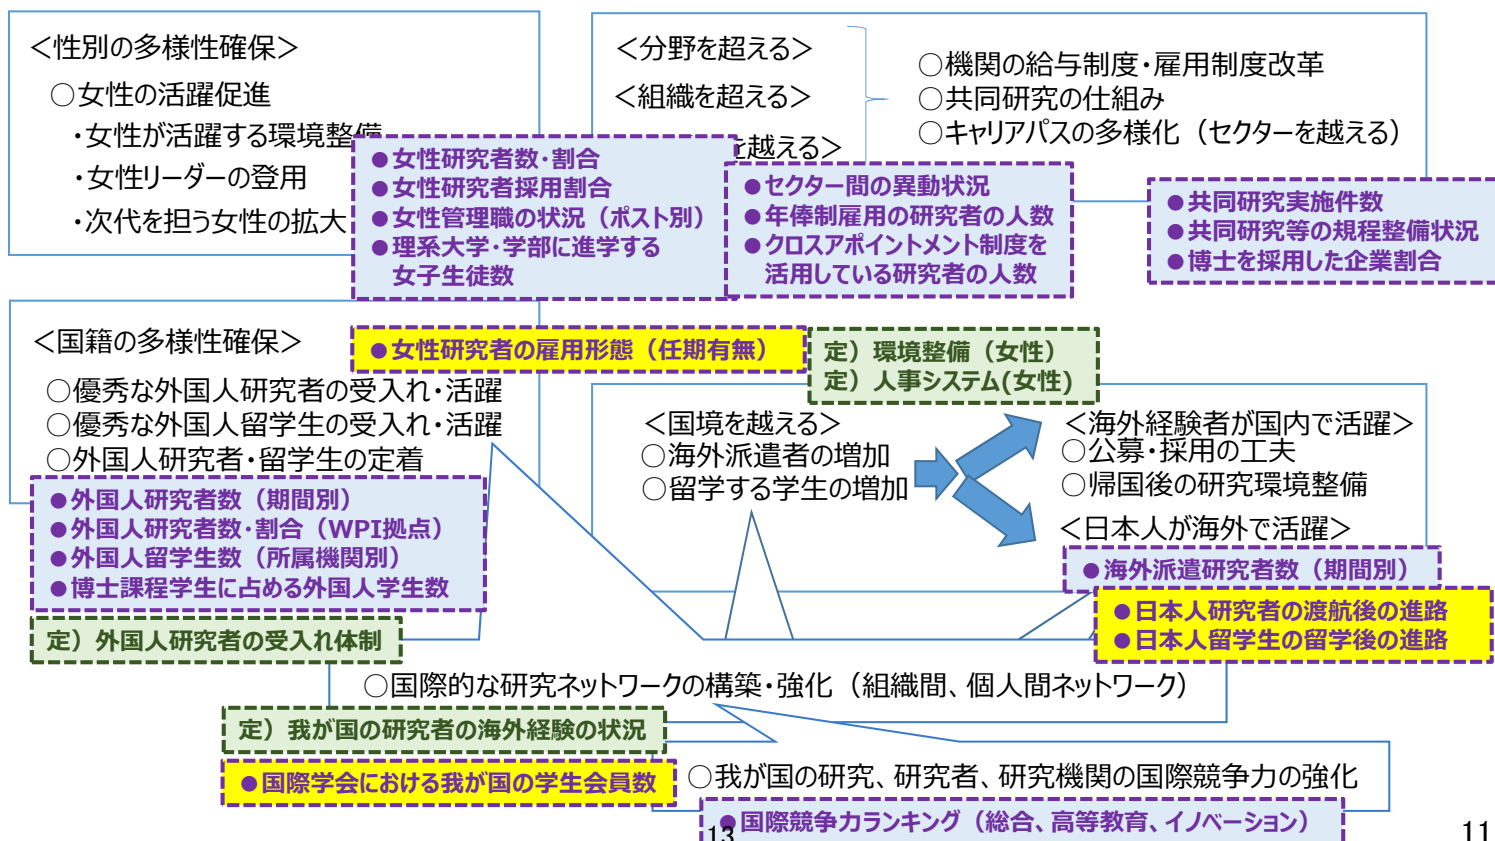 <性別の多様性確保>
○女性の活躍促進
・女性が活躍する環境整備
・女性リーダーの登用
・次代を担う女性の拡大
●女性研究者数・割合
●女性研究者採用割合
●女性管理職の状況（ポスト別）
●理系大学・学部に進学する
女子生徒数
<分野を超える>
<組織を超える>
を越える>
○機関の給与制度・雇用制度改革
○共同研究の仕組み
○キャリアパスの多様化（セクターを越える）
●セクター間の異動状況
●年俸制雇用の研究者の人数
●クロスアポイントメント制度を
活用している研究者の人数
●共同研究実施件数
●共同研究等の規程整備状況
●博士を採用した企業割合
<国籍の多様性確保>
○優秀な外国人研究者の受入れ・活躍
○優秀な外国人留学生の受入れ・活躍
○外国人研究者・留学生の定着
●女性研究者の雇用形態（任期有無）
定）環境整備（女性）
定）人事システム(女性)
●外国人研究者数（期間別）
●外国人研究者数・割合（WPI拠点）
●外国人留学生数（所属機関別）
●博士課程学生に占める外国人学生数
定）外国人研究者の受入れ体制
<国境を越える>
○海外派遣者の増加
○留学する学生の増加
<海外経験者が国内で活躍>
○公募・採用の工夫
○帰国後の研究環境整備
<日本人が海外で活躍>
●海外派遣研究者数（期間別）
●日本人研究者の渡航後の進路
●日本人留学生の留学後の進路
○国際的な研究ネットワークの構築・強化（組織間、個人間ネットワーク）
定）我が国の研究者の海外経験の状況
●国際学会における我が国の学生会員数
○我が国の研究、研究者、研究機関の国際競争力の強化
●国際競争力ランキング（総合、高等教育、イノベーション）
13
11